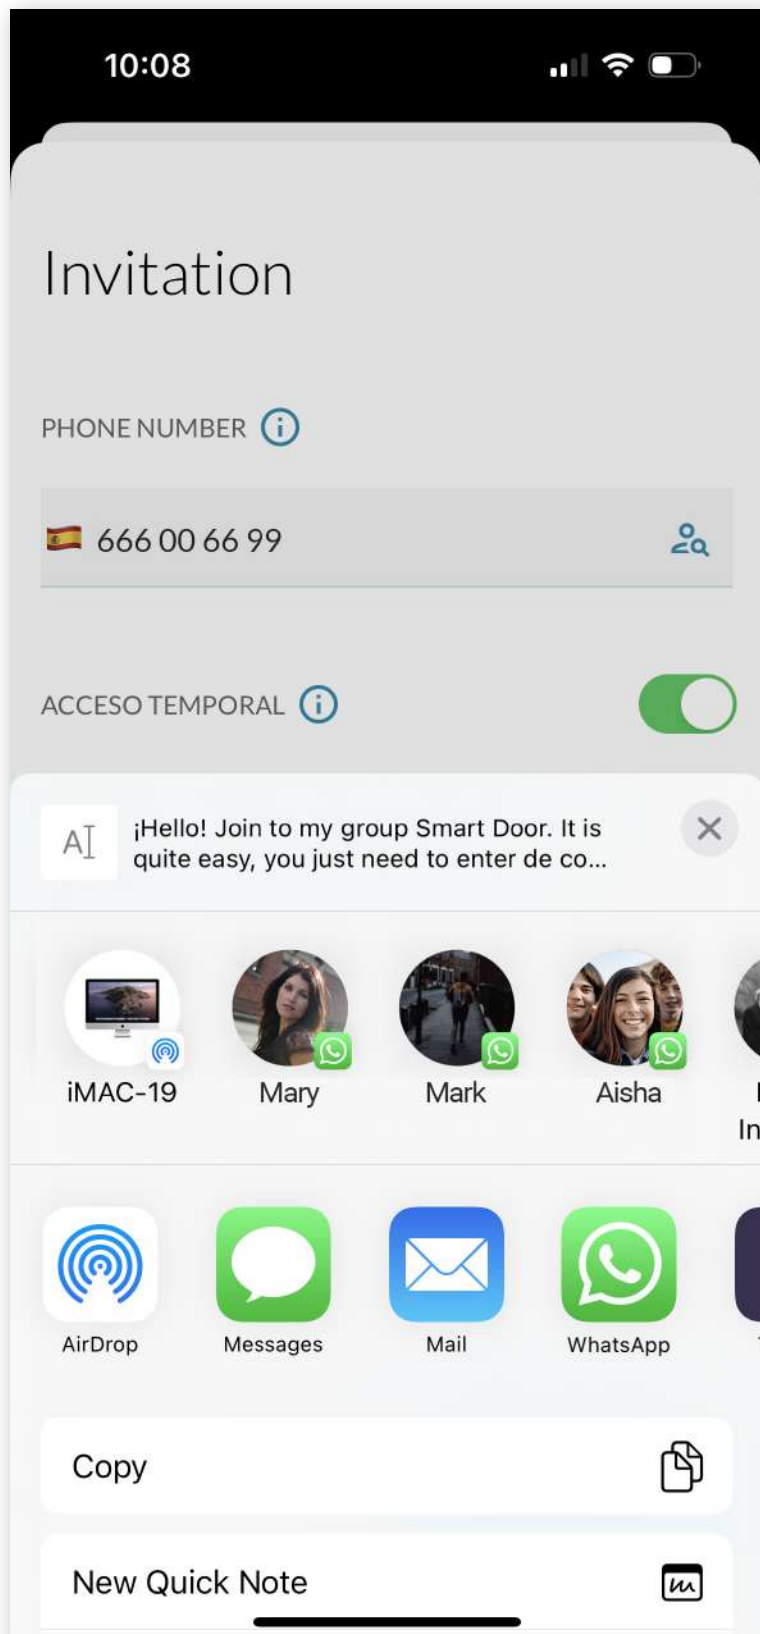 10:08
Invitation
PHONE NUMBER
666 00 66 99
ACCESO TEMPORAL
¡Hello! Join to my group Smart Door. It is
quite easy, you just need to enter de co...
iMAC-19 Mary Mark Aisha
In
AirDrop Messages Mail WhatsApp
Copy
New Quick Note